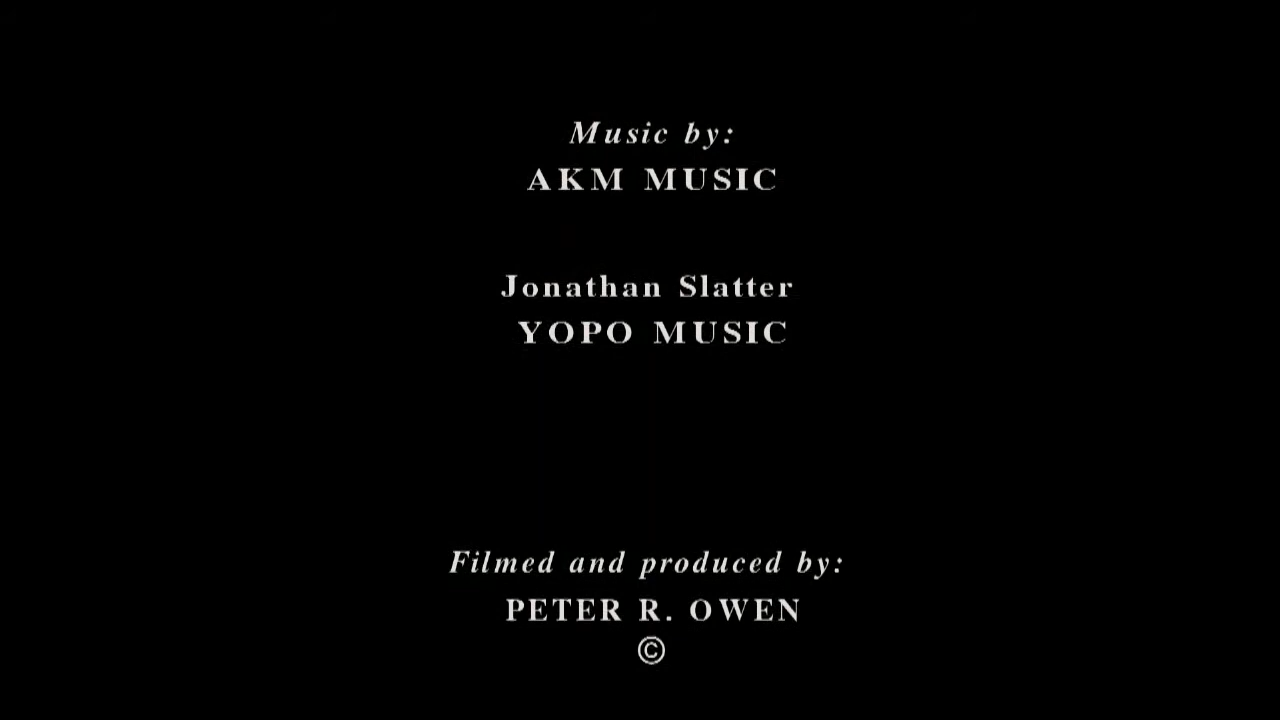 Music by:
AKM MUSIC
Jonathan Slatter
YOPO MUSIC
Filmed and produced by:
PETER R. OWEN
©